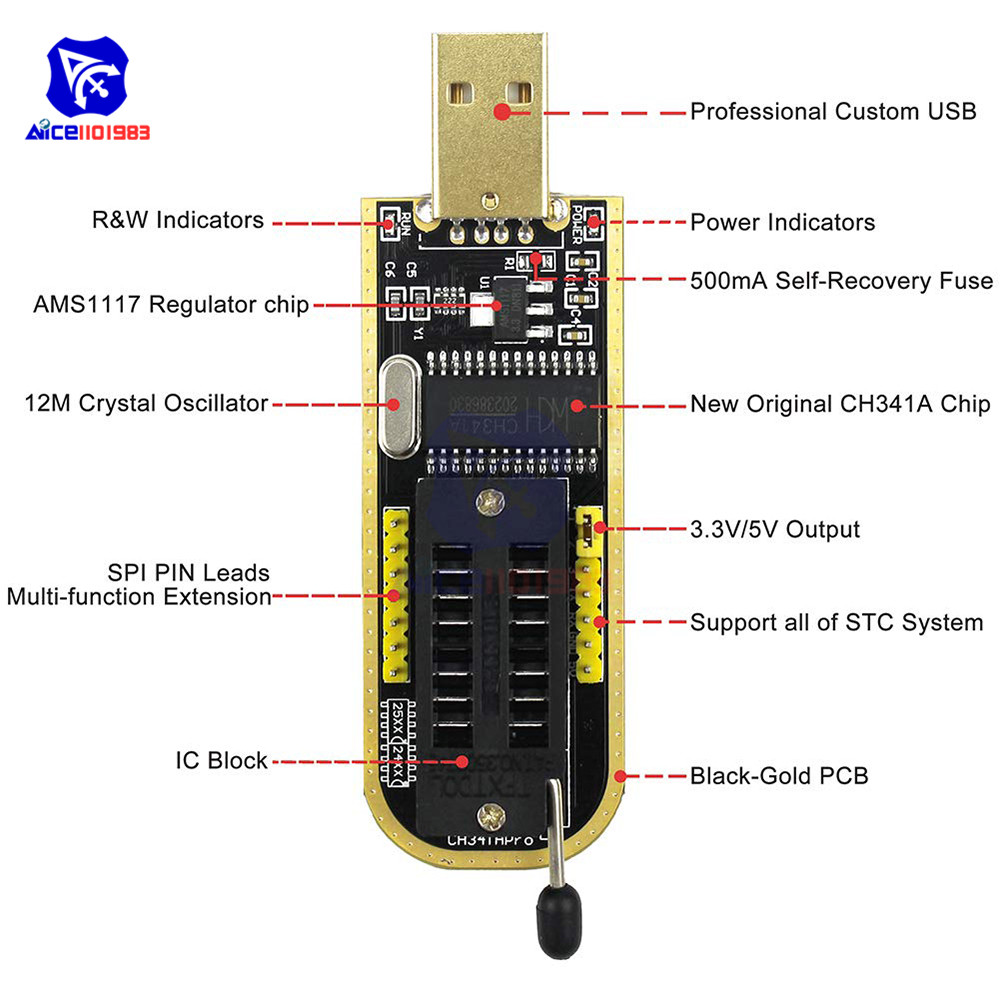 Aice1101983
Professional Custom USB
R&W Indicators
RUN
POWER
Power Indicators
R1
500mA Self-Recovery Fuse
C6
C5
U1
C2
C1
AMS1117 Regulator chip
AMS1117
Y1
C4
12M Crystal Oscillator
CH341A
202386830
New Original CH341A Chip
3.3V/5V Output
SPI PIN Leads
Multi-function Extension
Support all of STC System
25XX
24XX
IC Block
Black-Gold PCB
CH341APro